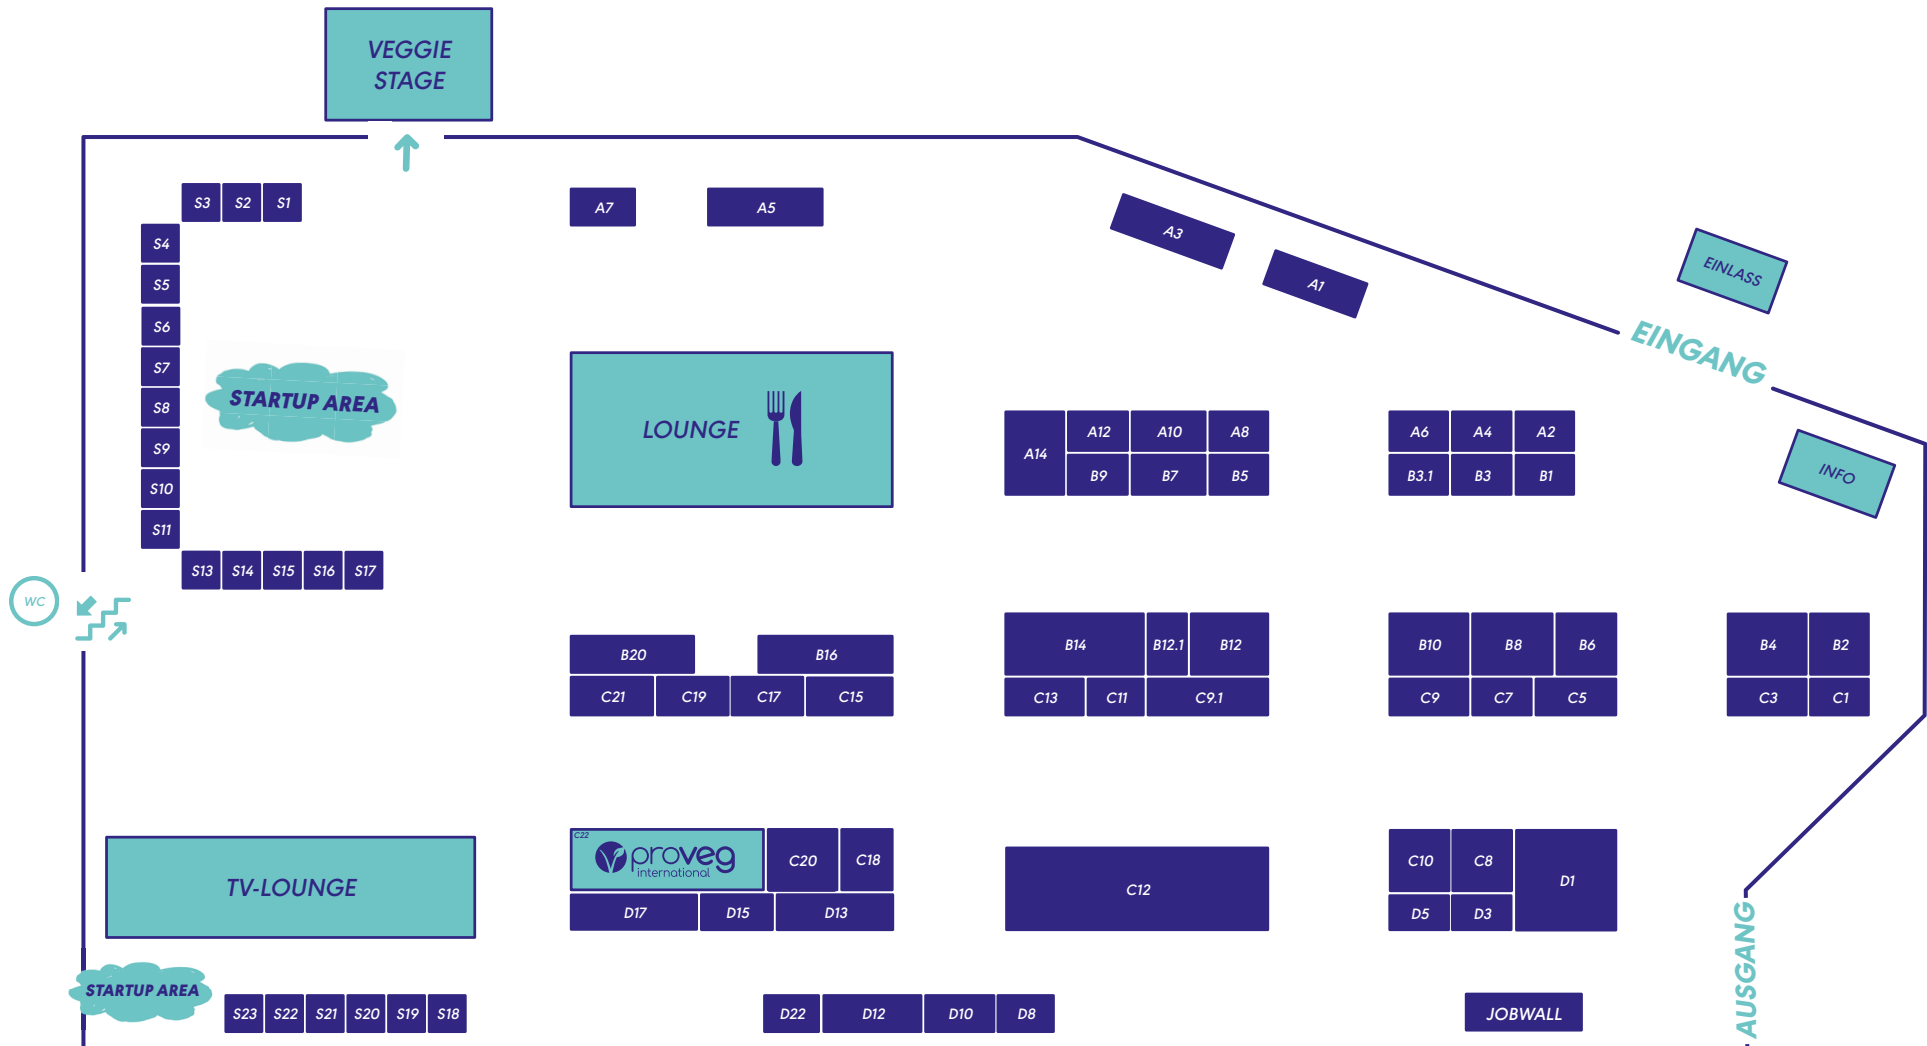 VEGGIE
STAGE
S3 S2 S1
A7
A5
A3
A1
EINLASS
EINGANG
INFO
S4
S5
S6
S7
S8
S9
S10
S11
STARTUP AREA
LOUNGE
A14
A12 A10 A8
B9 B7 B5
A6 A4 A2
B3.1 B3 B1
S13 S14 S15 S16 S17
WC
B20 B16
C21 C19 C17 C15
B14 B12.1 B12
C13 C11 C9.1
B10 B8 B6
C9 C7 C5
B4 B2
C3 C1
TV-LOUNGE
C22
proveg
international
C20 C18
D17 D15 D13
C12
C10 C8
D1
D5 D3
AUSGANG
STARTUP AREA
S23 S22 S21 S20 S19 S18
D22 D12 D10 D8
JOBWALL